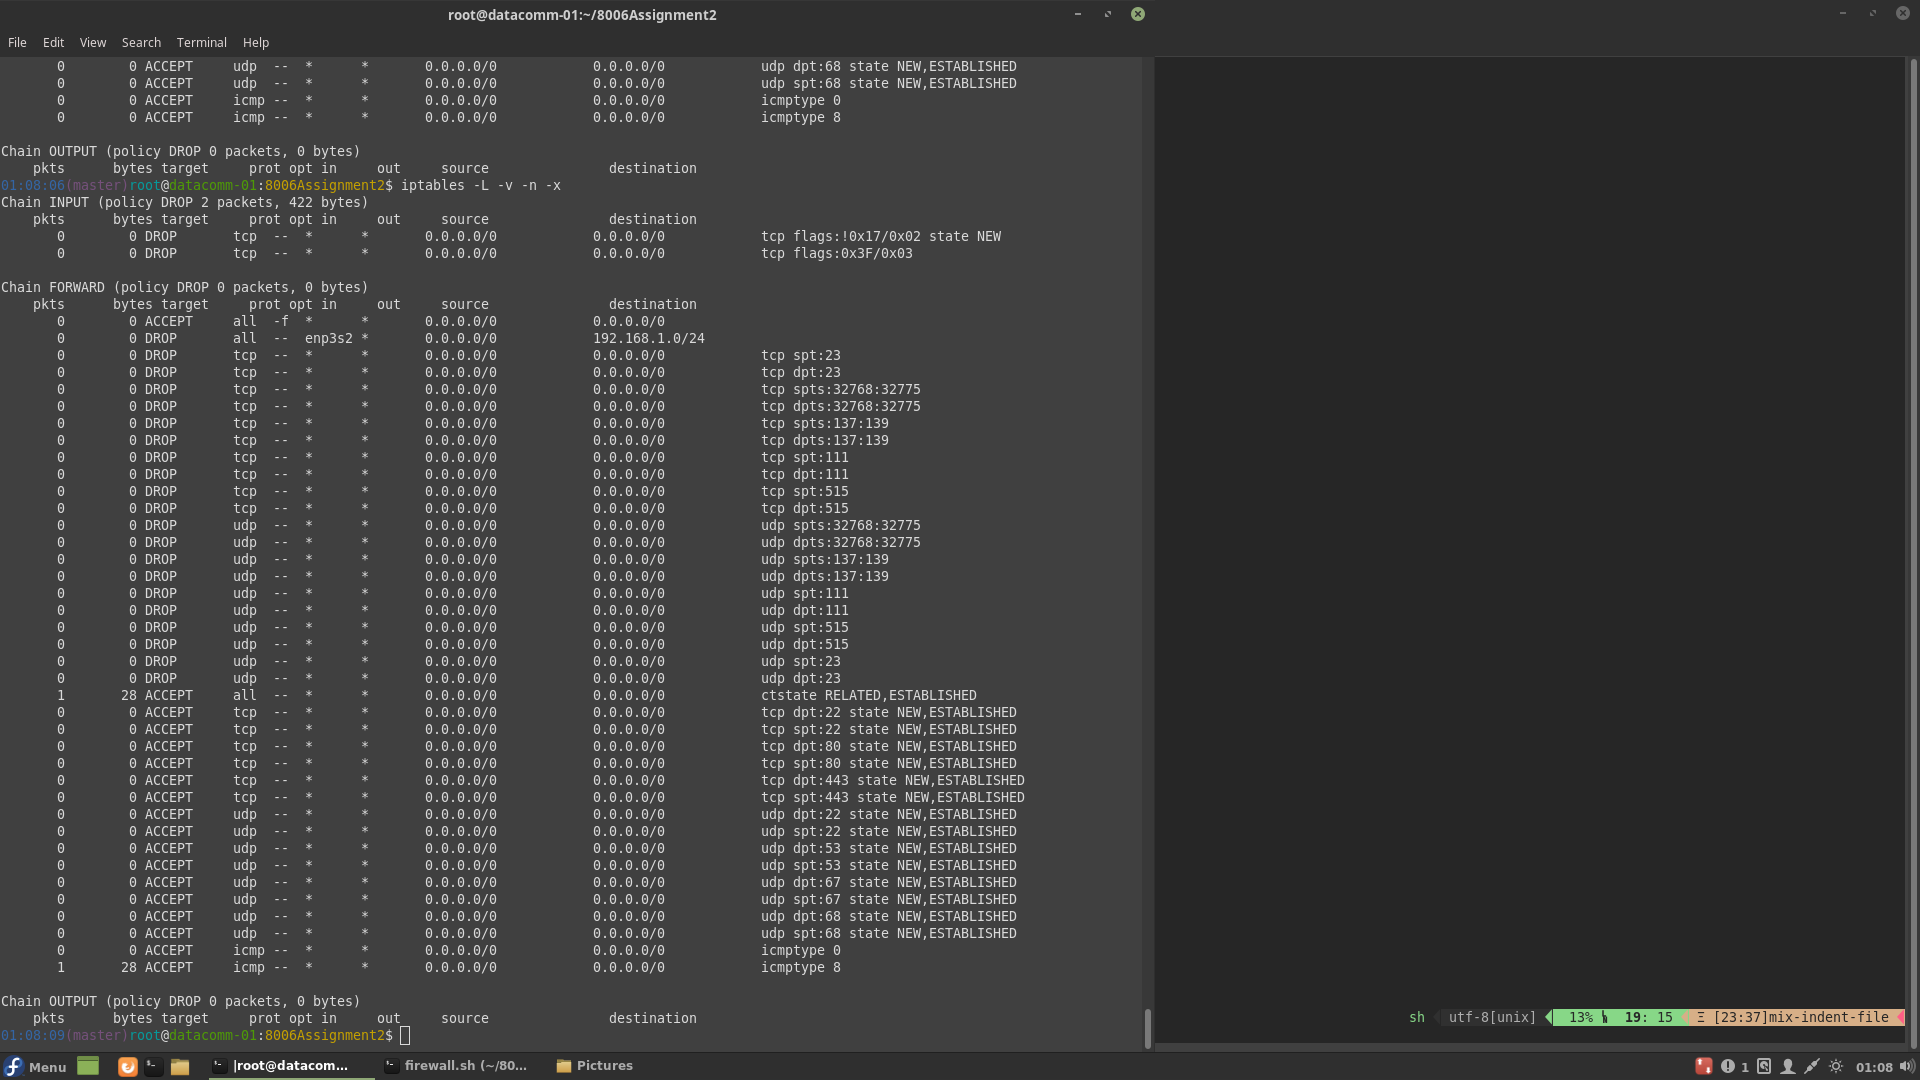 root@datacomm-01:~/8006Assignment2
File Edit View Search Terminal Help
0 0 ACCEPT udp -- * * 0.0.0.0/0 0.0.0.0/0 udp dpt:68 state NEW,ESTABLISHED
0 0 ACCEPT udp -- * * 0.0.0.0/0 0.0.0.0/0 udp spt:68 state NEW,ESTABLISHED
0 0 ACCEPT icmp -- * * 0.0.0.0/0 0.0.0.0/0 icmptype 0
0 0 ACCEPT icmp -- * * 0.0.0.0/0 0.0.0.0/0 icmptype 8
Chain OUTPUT (policy DROP 0 packets, 0 bytes)
pkts bytes target prot opt in out source destination
01:08:06(master)root@datacomm-01:8006Assignment2$ iptables -L -v -n -x
Chain INPUT (policy DROP 2 packets, 422 bytes)
pkts bytes target prot opt in out source destination
0 0 DROP tcp -- * * 0.0.0.0/0 0.0.0.0/0 tcp flags:!0x17/0x02 state NEW
0 0 DROP tcp -- * * 0.0.0.0/0 0.0.0.0/0 tcp flags:0x3F/0x03
Chain FORWARD (policy DROP 0 packets, 0 bytes)
pkts bytes target prot opt in out source destination
0 0 ACCEPT all -f * * 0.0.0.0/0 0.0.0.0/0
0 0 DROP all -- enp3s2 * 0.0.0.0/0 192.168.1.0/24
0 0 DROP tcp -- * * 0.0.0.0/0 0.0.0.0/0 tcp spt:23
0 0 DROP tcp -- * * 0.0.0.0/0 0.0.0.0/0 tcp dpt:23
0 0 DROP tcp -- * * 0.0.0.0/0 0.0.0.0/0 tcp spts:32768:32775
0 0 DROP tcp -- * * 0.0.0.0/0 0.0.0.0/0 tcp dpts:32768:32775
0 0 DROP tcp -- * * 0.0.0.0/0 0.0.0.0/0 tcp spts:137:139
0 0 DROP tcp -- * * 0.0.0.0/0 0.0.0.0/0 tcp dpts:137:139
0 0 DROP tcp -- * * 0.0.0.0/0 0.0.0.0/0 tcp spt:111
0 0 DROP tcp -- * * 0.0.0.0/0 0.0.0.0/0 tcp dpt:111
0 0 DROP tcp -- * * 0.0.0.0/0 0.0.0.0/0 tcp spt:515
0 0 DROP tcp -- * * 0.0.0.0/0 0.0.0.0/0 tcp dpt:515
0 0 DROP udp -- * * 0.0.0.0/0 0.0.0.0/0 udp spts:32768:32775
0 0 DROP udp -- * * 0.0.0.0/0 0.0.0.0/0 udp dpts:32768:32775
0 0 DROP udp -- * * 0.0.0.0/0 0.0.0.0/0 udp spts:137:139
0 0 DROP udp -- * * 0.0.0.0/0 0.0.0.0/0 udp dpts:137:139
0 0 DROP udp -- * * 0.0.0.0/0 0.0.0.0/0 udp spt:111
0 0 DROP udp -- * * 0.0.0.0/0 0.0.0.0/0 udp dpt:111
0 0 DROP udp -- * * 0.0.0.0/0 0.0.0.0/0 udp spt:515
0 0 DROP udp -- * * 0.0.0.0/0 0.0.0.0/0 udp dpt:515
0 0 DROP udp -- * * 0.0.0.0/0 0.0.0.0/0 udp spt:23
0 0 DROP udp -- * * 0.0.0.0/0 0.0.0.0/0 udp dpt:23
1 28 ACCEPT all -- * * 0.0.0.0/0 0.0.0.0/0 ctstate RELATED,ESTABLISHED
0 0 ACCEPT tcp -- * * 0.0.0.0/0 0.0.0.0/0 tcp dpt:22 state NEW,ESTABLISHED
0 0 ACCEPT tcp -- * * 0.0.0.0/0 0.0.0.0/0 tcp spt:22 state NEW,ESTABLISHED
0 0 ACCEPT tcp -- * * 0.0.0.0/0 0.0.0.0/0 tcp dpt:80 state NEW,ESTABLISHED
0 0 ACCEPT tcp -- * * 0.0.0.0/0 0.0.0.0/0 tcp spt:80 state NEW,ESTABLISHED
0 0 ACCEPT tcp -- * * 0.0.0.0/0 0.0.0.0/0 tcp dpt:443 state NEW,ESTABLISHED
0 0 ACCEPT tcp -- * * 0.0.0.0/0 0.0.0.0/0 tcp spt:443 state NEW,ESTABLISHED
0 0 ACCEPT udp -- * * 0.0.0.0/0 0.0.0.0/0 udp dpt:22 state NEW,ESTABLISHED
0 0 ACCEPT udp -- * * 0.0.0.0/0 0.0.0.0/0 udp spt:22 state NEW,ESTABLISHED
0 0 ACCEPT udp -- * * 0.0.0.0/0 0.0.0.0/0 udp dpt:53 state NEW,ESTABLISHED
0 0 ACCEPT udp -- * * 0.0.0.0/0 0.0.0.0/0 udp spt:53 state NEW,ESTABLISHED
0 0 ACCEPT udp -- * * 0.0.0.0/0 0.0.0.0/0 udp dpt:67 state NEW,ESTABLISHED
0 0 ACCEPT udp -- * * 0.0.0.0/0 0.0.0.0/0 udp spt:67 state NEW,ESTABLISHED
0 0 ACCEPT udp -- * * 0.0.0.0/0 0.0.0.0/0 udp dpt:68 state NEW,ESTABLISHED
0 0 ACCEPT udp -- * * 0.0.0.0/0 0.0.0.0/0 udp spt:68 state NEW,ESTABLISHED
0 0 ACCEPT icmp -- * * 0.0.0.0/0 0.0.0.0/0 icmptype 0
1 28 ACCEPT icmp -- * * 0.0.0.0/0 0.0.0.0/0 icmptype 8
Chain OUTPUT (policy DROP 0 packets, 0 bytes)
pkts bytes target prot opt in out source destination
01:08:09(master)root@datacomm-01:8006Assignment2$
sh utf-8[unix] 13% 19: 15 Ξ [23:37]mix-indent-file
Menu |root@datacom... firewall.sh (~/80... Pictures 1 01:08